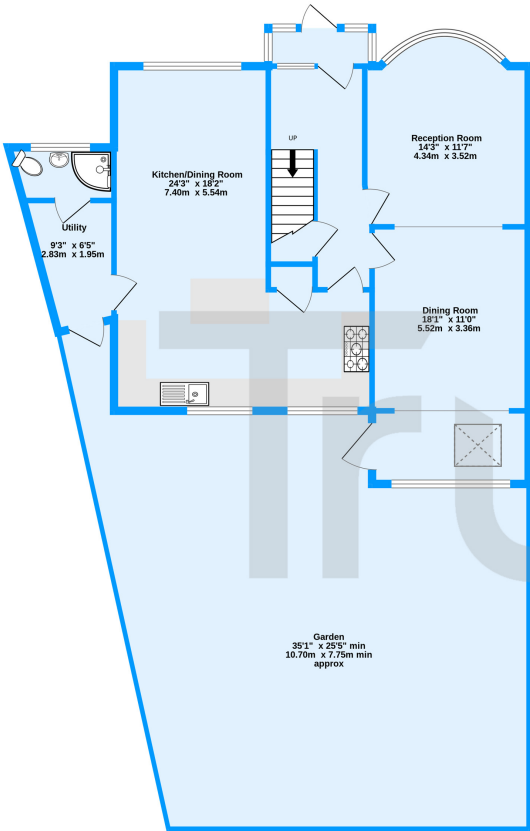 UP
Reception Room
14'3" x 11'7"
4.34m x 3.52m
Kitchen/Dining Room
24'3" x 18'2"
7.40m x 5.54m
Utility
9'3" x 6'5"
2.83m x 1.95m
Dining Room
18'1" x 11'0"
5.52m x 3.36m
Tru
Garden
35'1" x 25'5" min
10.70m x 7.75m min
approx